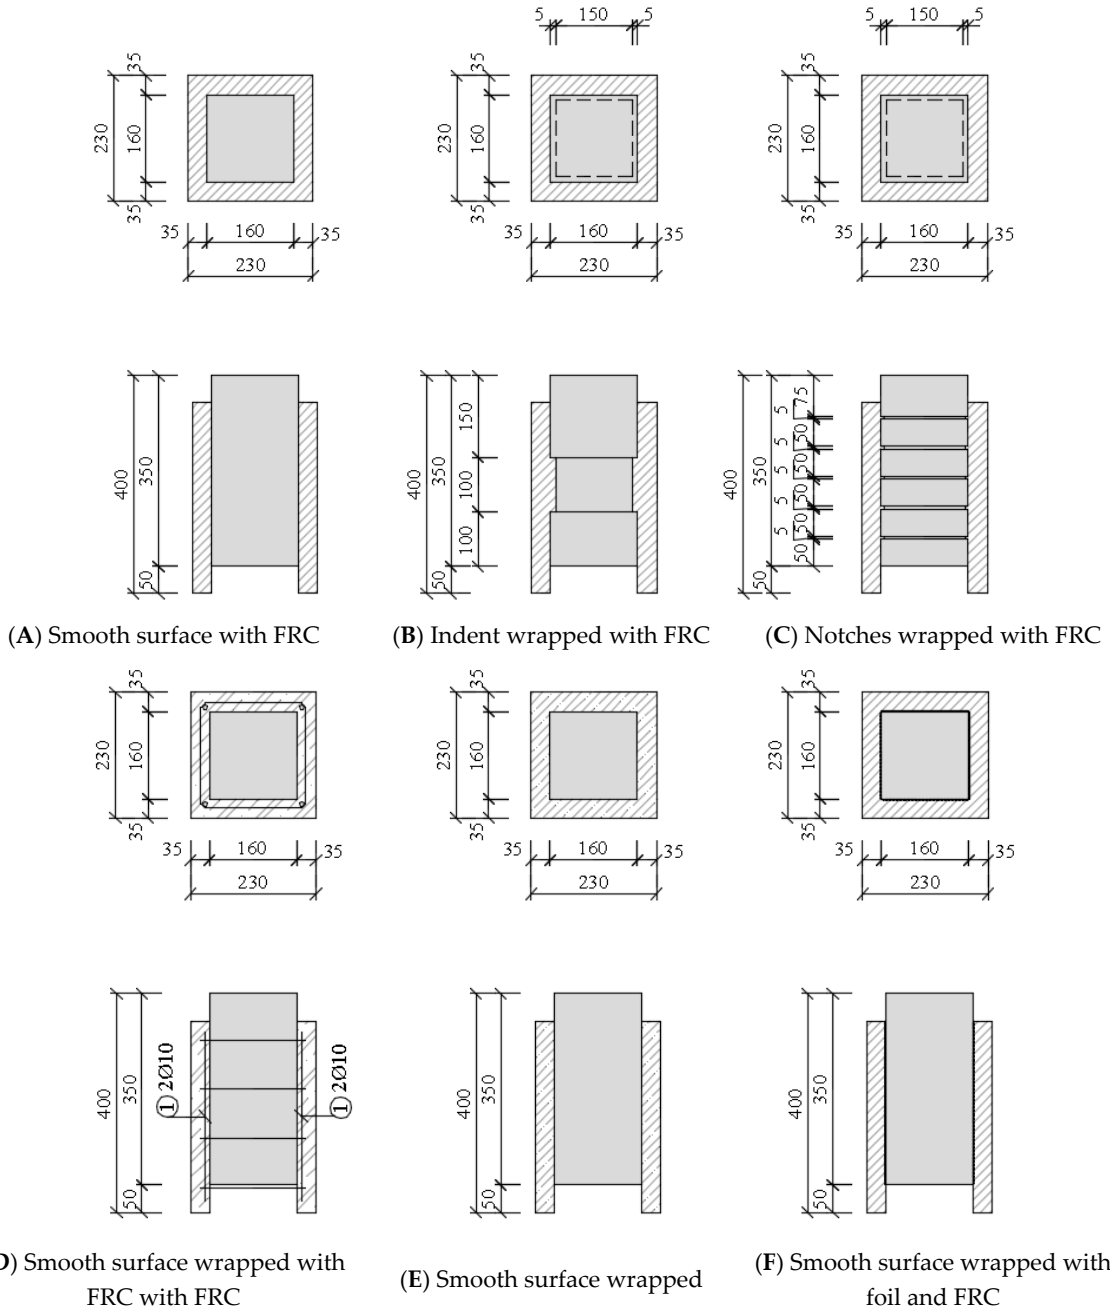 5 150 5 5 150 5
35 35 35
230 160 230 160 230 160
35 35 35
35 160 35 35 160 35 35 160 35
230 230 230
400 350 50
400 350 50 150 100 100
400 350 50 5 5 5 5 5 75 50 50 50 50 50
(A) Smooth surface with FRC (B) Indent wrapped with FRC (C) Notches wrapped with FRC
35 35 35
230 160 230 160 230 160
35 35 35
35 160 35 35 160 35 35 160 35
230 230 230
400 350 50 1 2Ø10 1 2Ø10
400 350 50
400 350 50
D) Smooth surface wrapped with
FRC with FRC
(E) Smooth surface wrapped
(F) Smooth surface wrapped with
foil and FRC